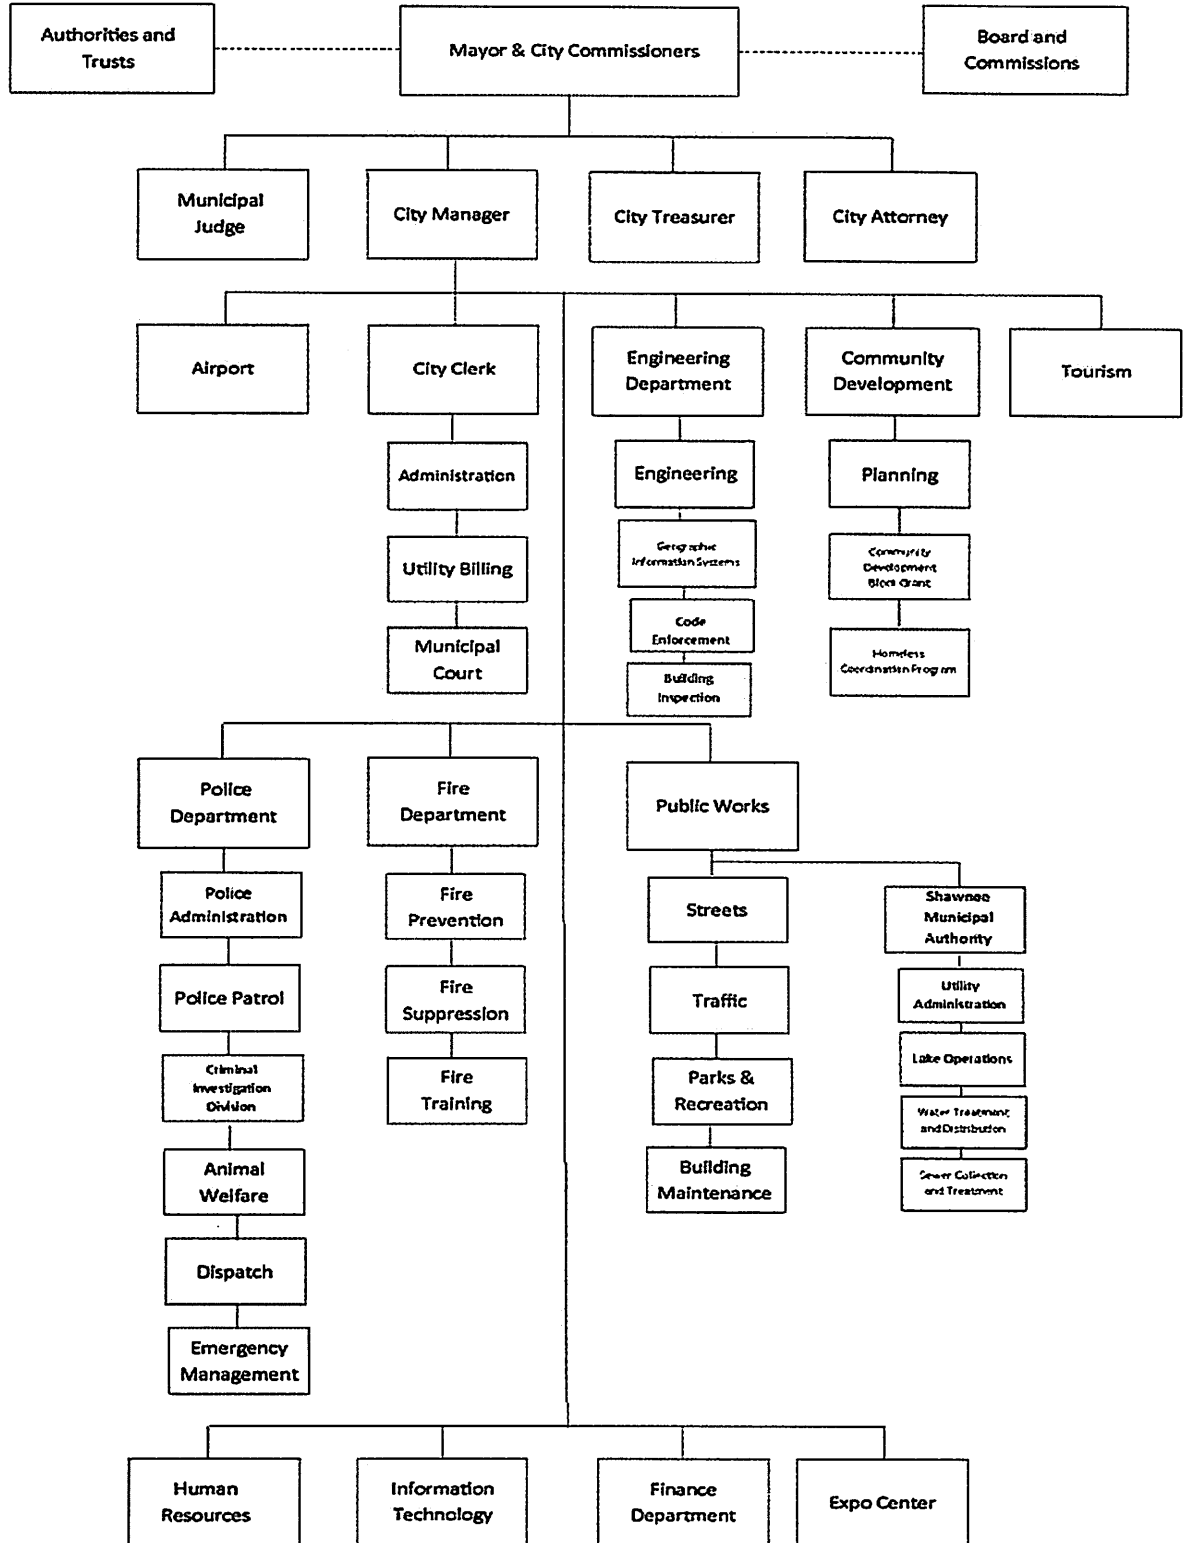 Authorities and
Trusts
Mayor & City Commissioners
Board and
Commissions
Municipal
Judge
City Manager
City Treasurer
City Attorney
Airport
City Clerk
Engineering
Department
Community
Development
Tourism
Administration
Utility Billing
Municipal
Court
Engineering
Geographic
Information Systems
Code
Enforcement
Building
Inspection
Planning
Community
Development
Block Grant
Homeless
Coordination Program
Police
Department
Fire
Department
Public Works
Police
Administration
Police Patrol
Criminal
Investigation
Division
Animal
Welfare
Dispatch
Emergency
Management
Fire
Prevention
Fire
Suppression
Fire
Training
Streets
Traffic
Parks &
Recreation
Building
Maintenance
Shawnee
Municipal
Authority
Utility
Administration
Lake Operations
Water Treatment
and Distribution
Sewer Collection
and Treatment
Human
Resources
Information
Technology
Finance
Department
Expo Center